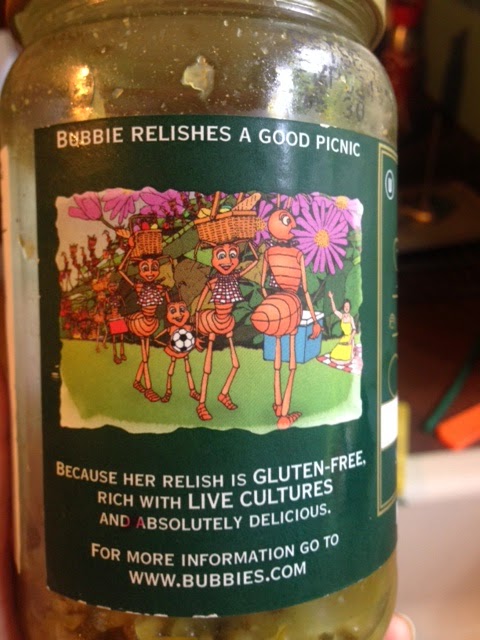 BUBBIE RELISHES A GOOD PICNIC
BECAUSE HER RELISH IS GLUTEN-FREE,
RICH WITH LIVE CULTURES
AND ABSOLUTELY DELICIOUS.
FOR MORE INFORMATION GO TO
WWW.BUBBIES.COM